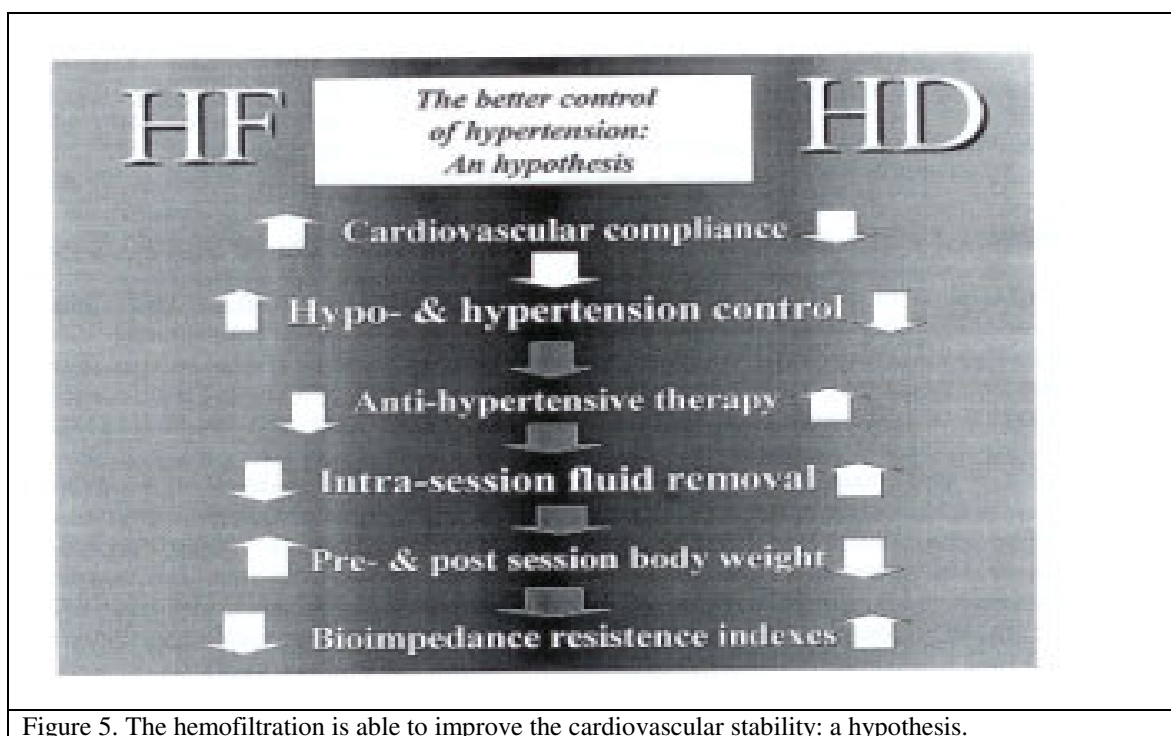 HF
The better control
of hypertension:
An hypothesis
HD
Cardiovascular compliance
Hypo- & hypertension control
Anti-hypertensive therapy
Intra-session fluid removal
Pre- & post session body weight
Bioimpedance resistence indexes
Figure 5. The hemofiltration is able to improve the cardiovascular stability: a hypothesis.